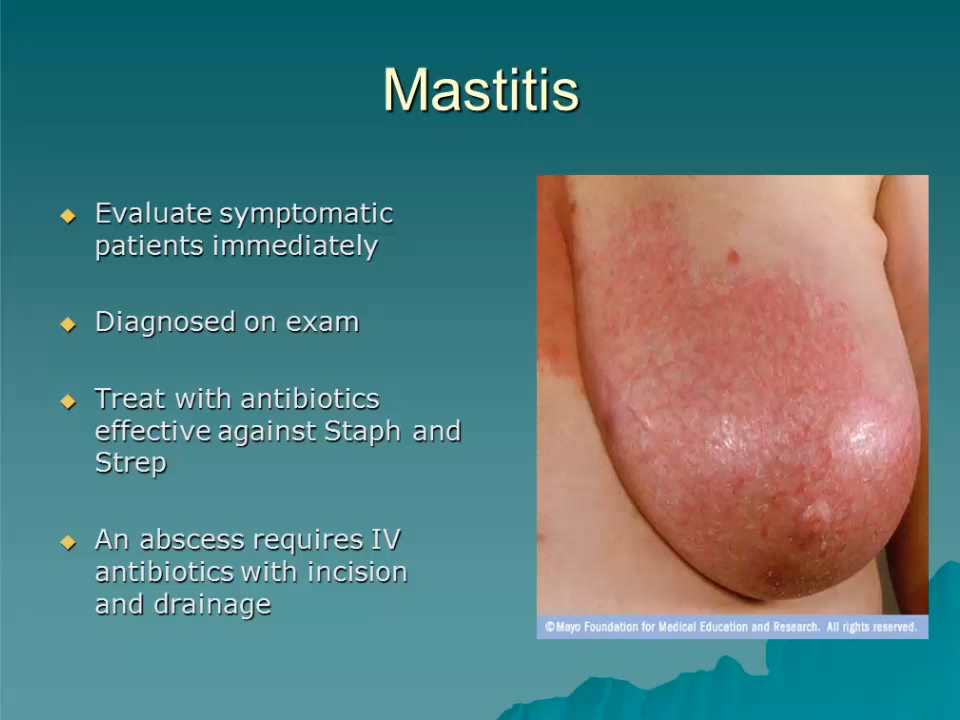 Mastitis
Evaluate symptomatic
patients immediately
Diagnosed on exam
Treat with antibiotics
effective against Staph and
Strep
An abscess requires IV
antibiotics with incision
and drainage
©Mayo Foundation for Medical Education and Research. All rights reserved.